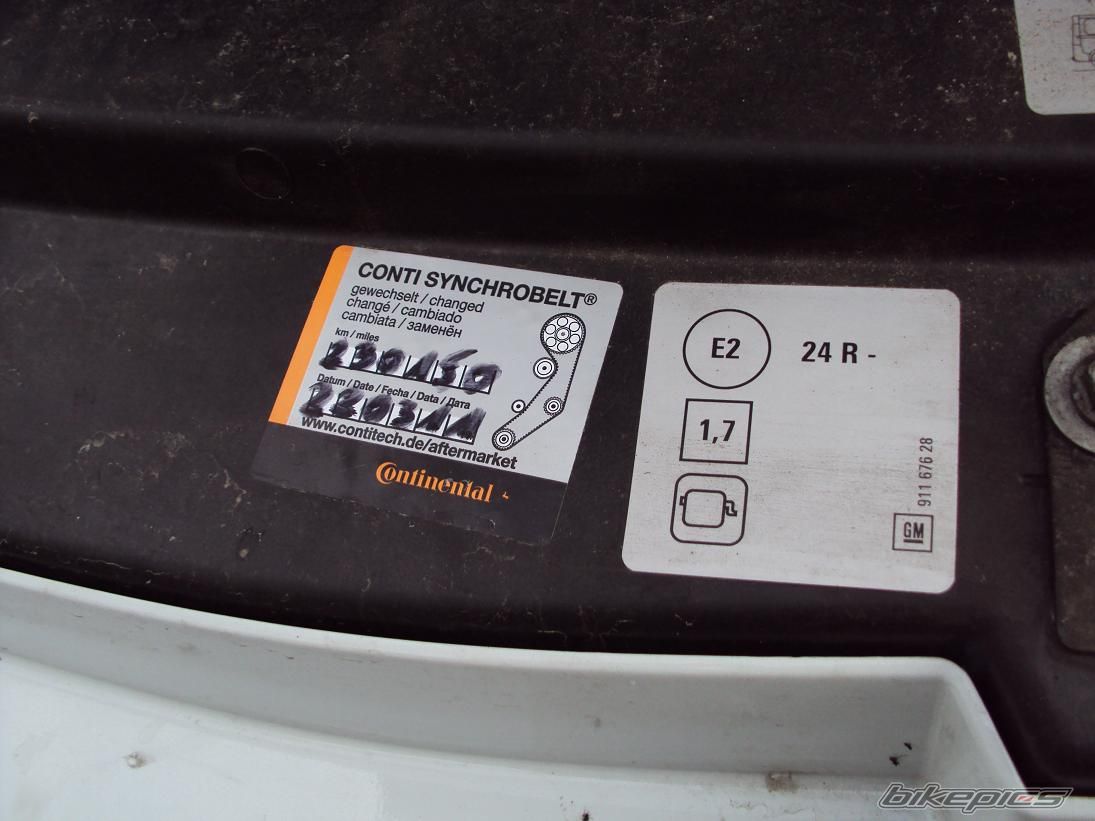 CONTI SYNCHROBELT®
gewechselt / changed
changé / cambiado
cambiata / заменён
km / miles
230150
Datum / Date / Fecha / Data / Дата
220311
www.contitech.de/aftermarket
Continental
E2 24 R -
1,7
911 676 28
GM
bikepics